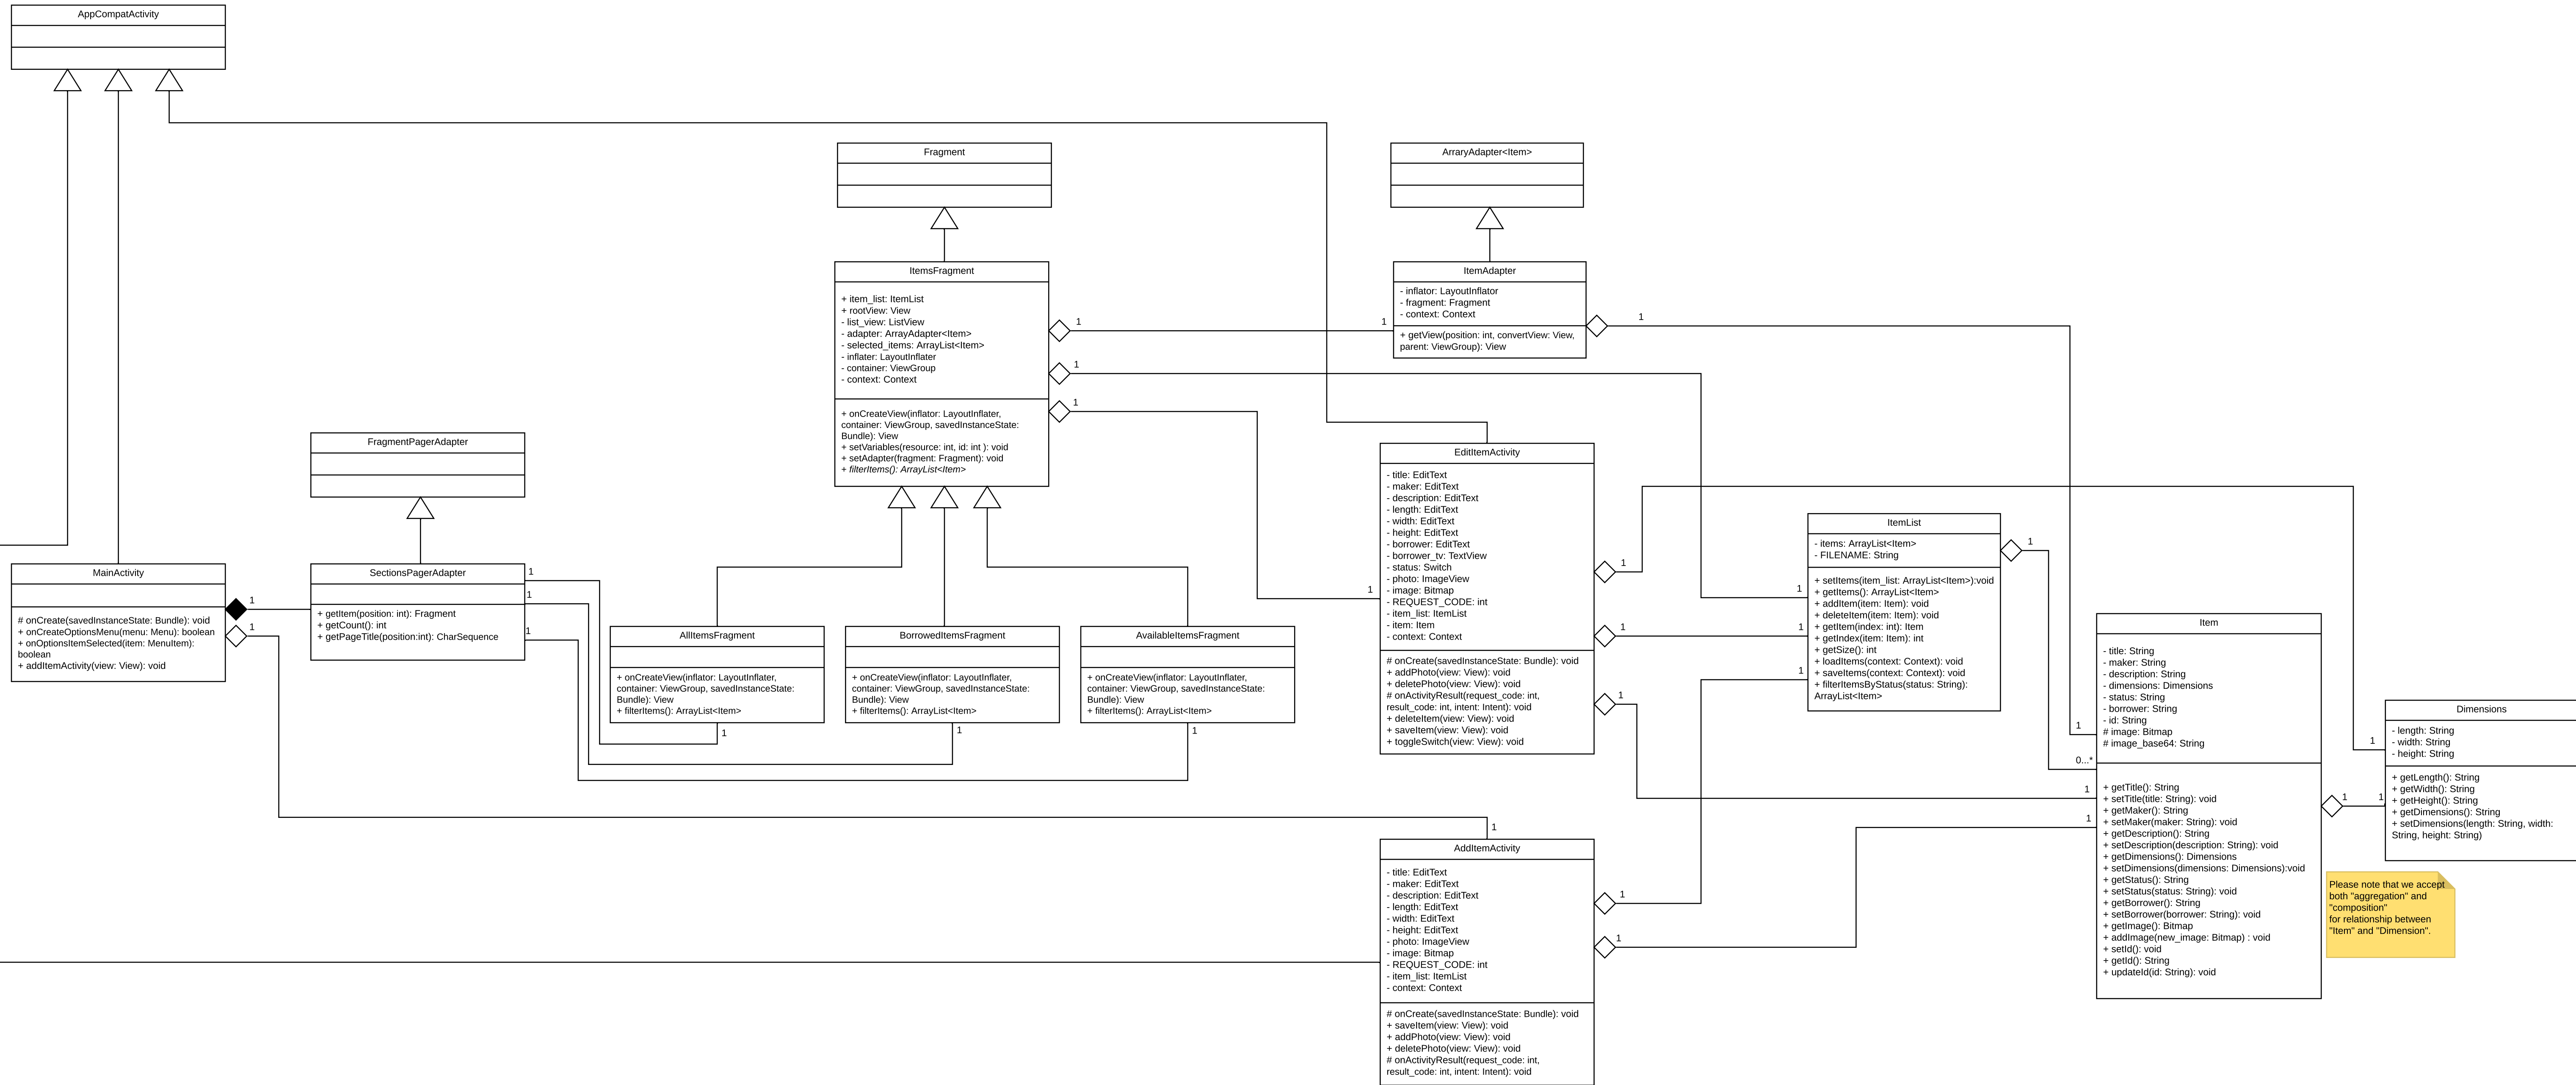 AppCompatActivity
Fragment
ArraryAdapter<Item>
ItemsFragment
+ item_list: ItemList
+ rootView: View
- list_view: ListView
- adapter: ArrayAdapter<Item>
- selected_items: ArrayList<Item>
- inflater: LayoutInflater
- container: ViewGroup
- context: Context
+ onCreateView(inflator: LayoutInflater,
container: ViewGroup, savedInstanceState:
Bundle): View
+ setVariables(resource: int, id: int ): void
+ setAdapter(fragment: Fragment): void
+ filterItems(): ArrayList<Item>
1
1
1
1
ItemAdapter
- inflator: LayoutInflator
- fragment: Fragment
- context: Context
+ getView(position: int, convertView: View,
parent: ViewGroup): View
1
FragmentPagerAdapter
MainActivity
# onCreate(savedInstanceState: Bundle): void
+ onCreateOptionsMenu(menu: Menu): boolean
+ onOptionsItemSelected(item: MenuItem):
boolean
+ addItemActivity(view: View): void
1
1
SectionsPagerAdapter
+ getItem(position: int): Fragment
+ getCount(): int
+ getPageTitle(position:int): CharSequence
1
1
1
AllItemsFragment
+ onCreateView(inflator: LayoutInflater,
container: ViewGroup, savedInstanceState:
Bundle): View
+ filterItems(): ArrayList<Item>
1
BorrowedItemsFragment
+ onCreateView(inflator: LayoutInflater,
container: ViewGroup, savedInstanceState:
Bundle): View
+ filterItems(): ArrayList<Item>
1
AvailableItemsFragment
+ onCreateView(inflator: LayoutInflater,
container: ViewGroup, savedInstanceState:
Bundle): View
+ filterItems(): ArrayList<Item>
1
1
EditItemActivity
- title: EditText
- maker: EditText
- description: EditText
- length: EditText
- width: EditText
- height: EditText
- borrower: EditText
- borrower_tv: TextView
- status: Switch
- photo: ImageView
- image: Bitmap
- REQUEST_CODE: int
- item_list: ItemList
- item: Item
- context: Context
# onCreate(savedInstanceState: Bundle): void
+ addPhoto(view: View): void
+ deletePhoto(view: View): void
# onActivityResult(request_code: int,
result_code: int, intent: Intent): void
+ deleteItem(view: View): void
+ saveItem(view: View): void
+ toggleSwitch(view: View): void
1
1
1
1
1
1
ItemList
- items: ArrayList<Item>
- FILENAME: String
+ setItems(item_list: ArrayList<Item>):void
+ getItems(): ArrayList<Item>
+ addItem(item: Item): void
+ deleteItem(item: Item): void
+ getItem(index: int): Item
+ getIndex(item: Item): int
+ getSize(): int
+ loadItems(context: Context): void
+ saveItems(context: Context): void
+ filterItemsByStatus(status: String):
ArrayList<Item>
1
1
0...*
1
1
Item
- title: String
- maker: String
- description: String
- dimensions: Dimensions
- status: String
- borrower: String
- id: String
# image: Bitmap
# image_base64: String
+ getTitle(): String
+ setTitle(title: String): void
+ getMaker(): String
+ setMaker(maker: String): void
+ getDescription(): String
+ setDescription(description: String): void
+ getDimensions(): Dimensions
+ setDimensions(dimensions: Dimensions):void
+ getStatus(): String
+ setStatus(status: String): void
+ getBorrower(): String
+ setBorrower(borrower: String): void
+ getImage(): Bitmap
+ addImage(new_image: Bitmap) : void
+ setId(): void
+ getId(): String
+ updateId(id: String): void
1
1
1
Dimensions
- length: String
- width: String
- height: String
+ getLength(): String
+ getWidth(): String
+ getHeight(): String
+ getDimensions(): String
+ setDimensions(length: String, width:
String, height: String)
Please note that we accept
both "aggregation" and
"composition"
for relationship between
"Item" and "Dimension".
1
AddItemActivity
- title: EditText
- maker: EditText
- description: EditText
- length: EditText
- width: EditText
- height: EditText
- photo: ImageView
- image: Bitmap
- REQUEST_CODE: int
- item_list: ItemList
- context: Context
# onCreate(savedInstanceState: Bundle): void
+ saveItem(view: View): void
+ addPhoto(view: View): void
+ deletePhoto(view: View): void
# onActivityResult(request_code: int,
result_code: int, intent: Intent): void
1
1